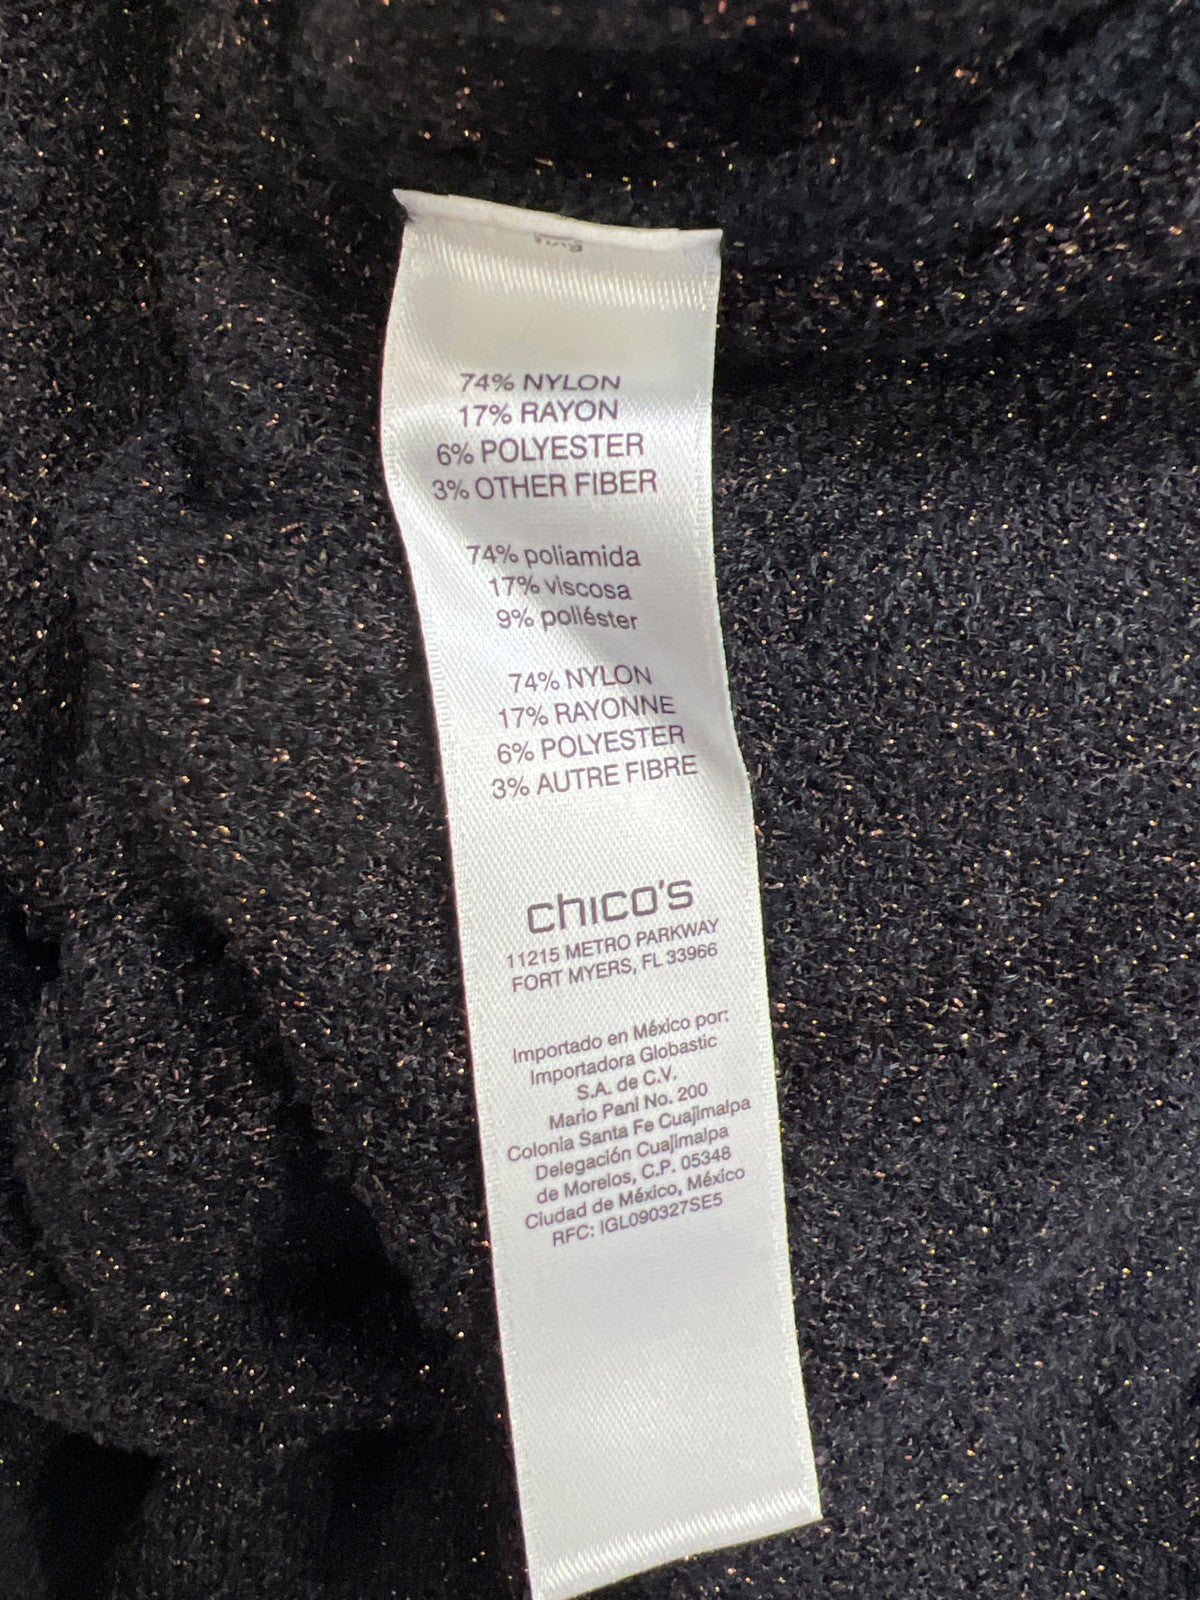 74% NYLON
17% RAYON
6% POLYESTER
3% OTHER FIBER
74% poliamida
17% viscosa
9% poliéster
74% NYLON
17% RAYONNE
6% POLYESTER
3% AUTRE FIBRE
chico's
11215 METRO PARKWAY
FORT MYERS, FL 33966
Importado en México por:
Importadora Globastic
S.A. de C.V.
Mario Pani No. 200
Colonia Santa Fe Cuajimalpa
Delegación Cuajimalpa
de Morelos, C.P. 05348
Ciudad de México, México
RFC: IGL090327SE5